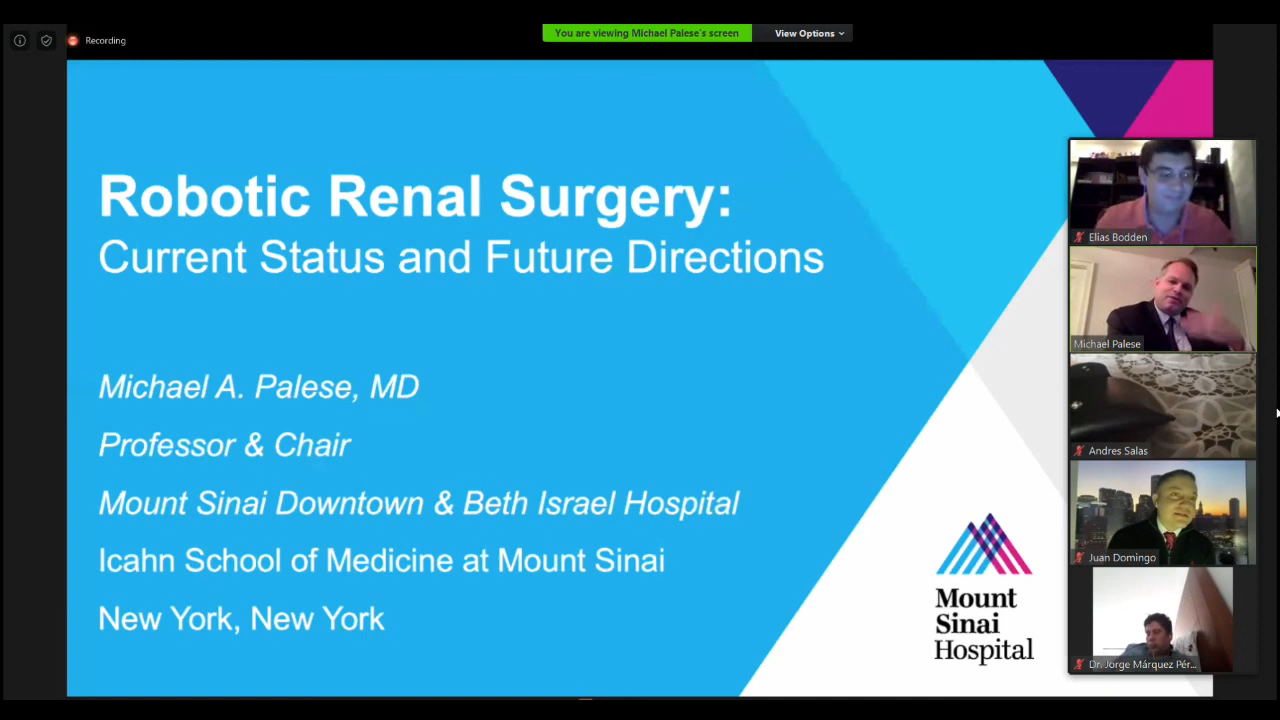 Recording
You are viewing Michael Palese's screen
View Options
Robotic Renal Surgery:
Current Status and Future Directions
Michael A. Palese, MD
Professor & Chair
Mount Sinai Downtown & Beth Israel Hospital
Icahn School of Medicine at Mount Sinai
New York, New York
Mount
Sinai
Hospital
Elias Bodden
Michael Palese
Andres Salas
Juan Domingo
Dr. Jorge Márquez Pér...